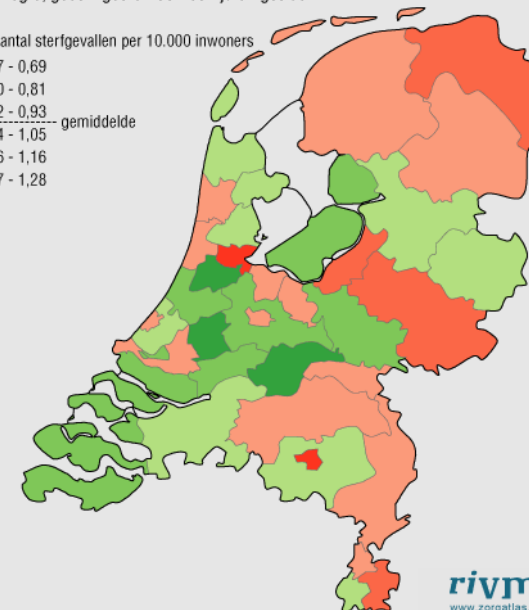 antal sterfgevallen per 10.000 inwoners
7 - 0,69
0 - 0,81
2 - 0,93
gemiddelde
4 - 1,05
6 - 1,16
7 - 1,28
rivm
www.zorgatlas